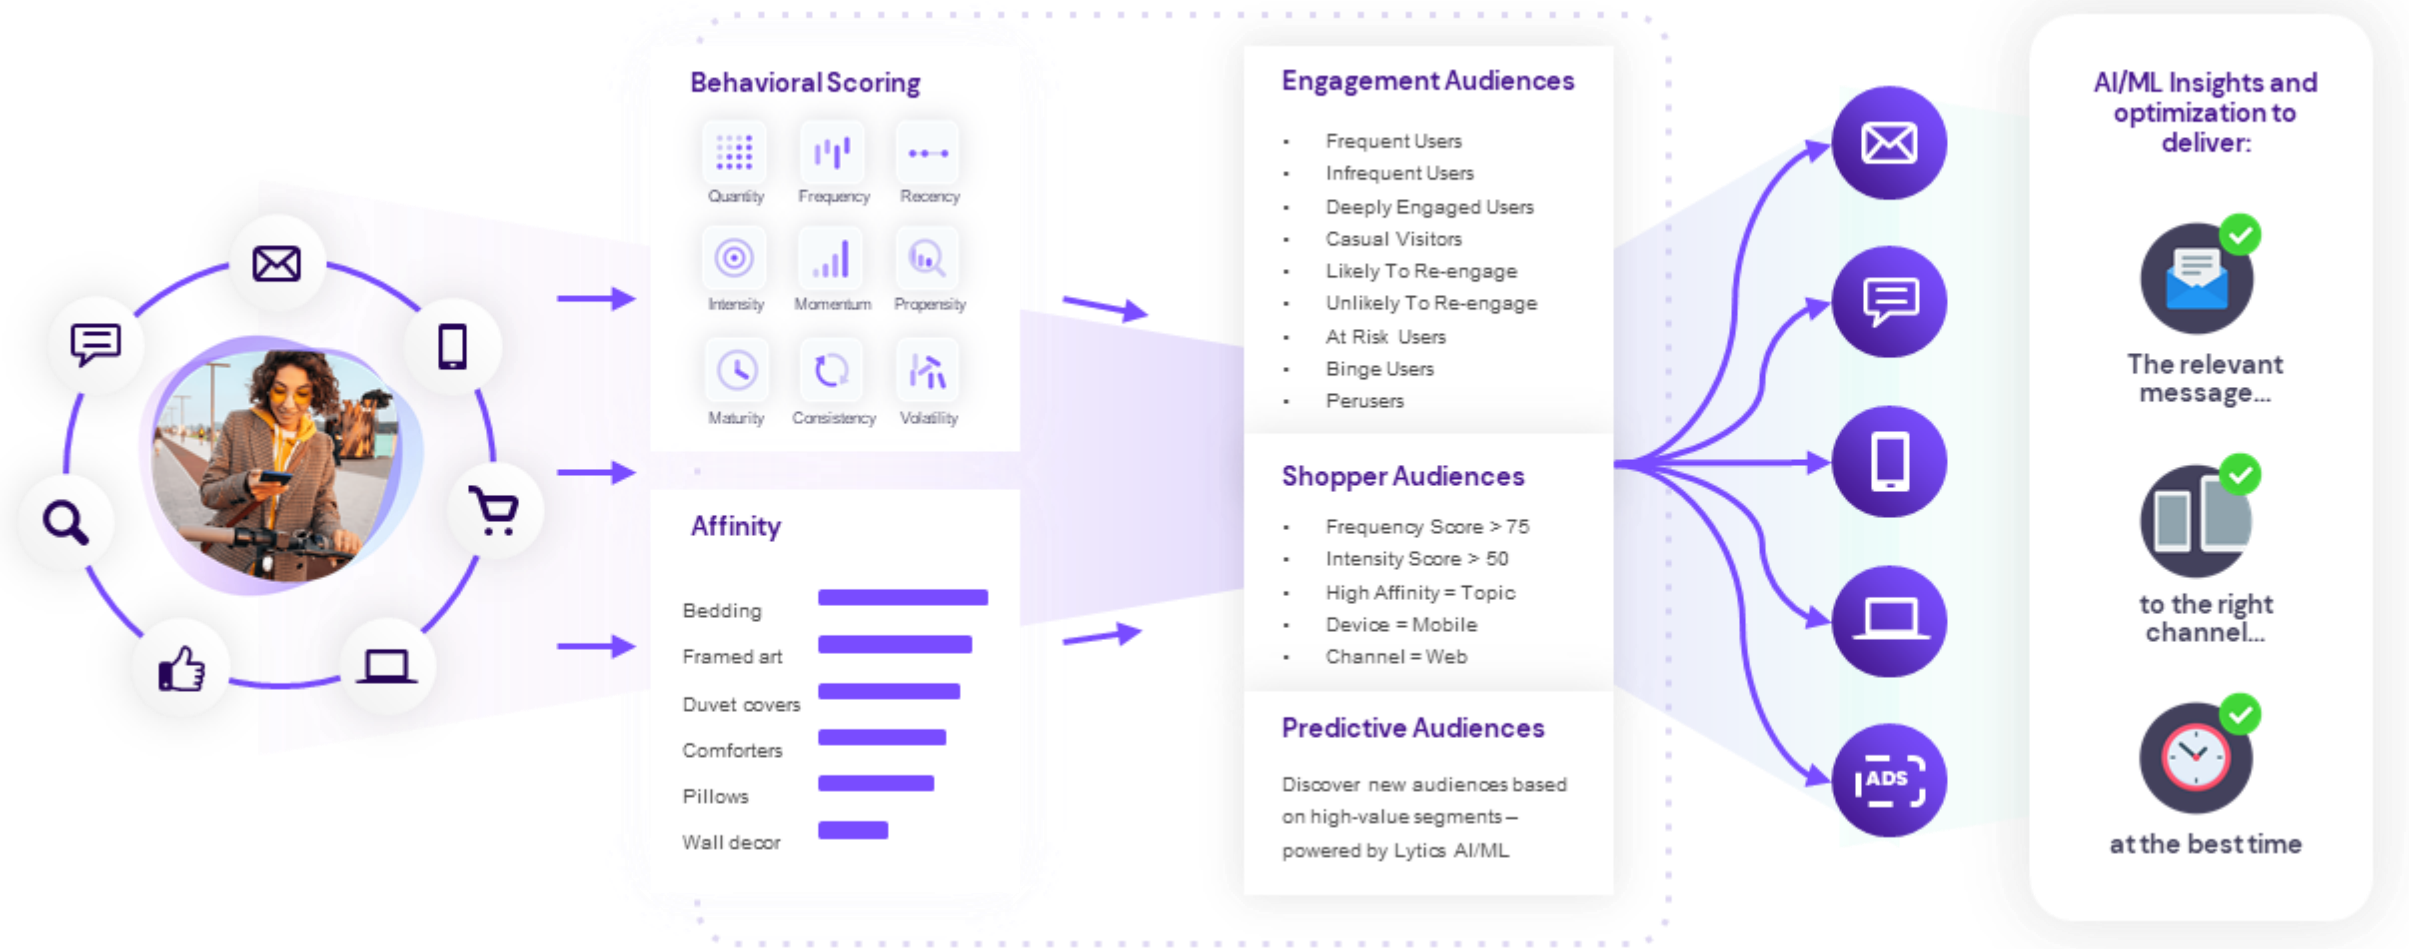 Behavioral Scoring
Quantity
Frequency
Recency
Intensity
Momentum
Propensity
Maturity
Consistency
Volatility
Affinity
Bedding
Framed art
Duvet covers
Comforters
Pillows
Wall decor
Engagement Audiences
▪ Frequent Users
▪ Infrequent Users
▪ Deeply Engaged Users
▪ Casual Visitors
▪ Likely To Re-engage
▪ Unlikely To Re-engage
▪ At Risk Users
▪ Binge Users
▪ Perusers
Shopper Audiences
▪ Frequency Score > 75
▪ Intensity Score > 50
▪ High Affinity = Topic
▪ Device = Mobile
▪ Channel = Web
Predictive Audiences
Discover new audiences based
on high-value segments –
powered by Lytics AI/ML
ADS
AI/ML Insights and
optimization to
deliver:
The relevant
message...
to the right
channel...
at the best time